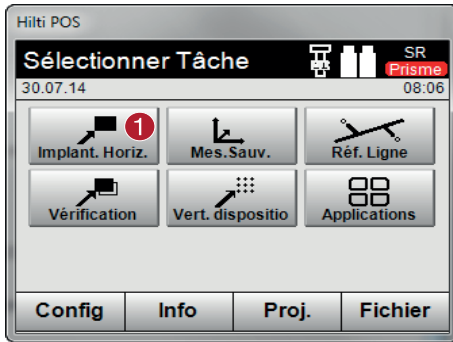 Hilti POS
Sélectionner Tâche
SR
Prisme
30.07.14
08:06
1
Implant. Horiz.
Mes.Sauv.
Réf. Ligne
Vérification
Vert. dispositio
Applications
Config
Info
Proj.
Fichier